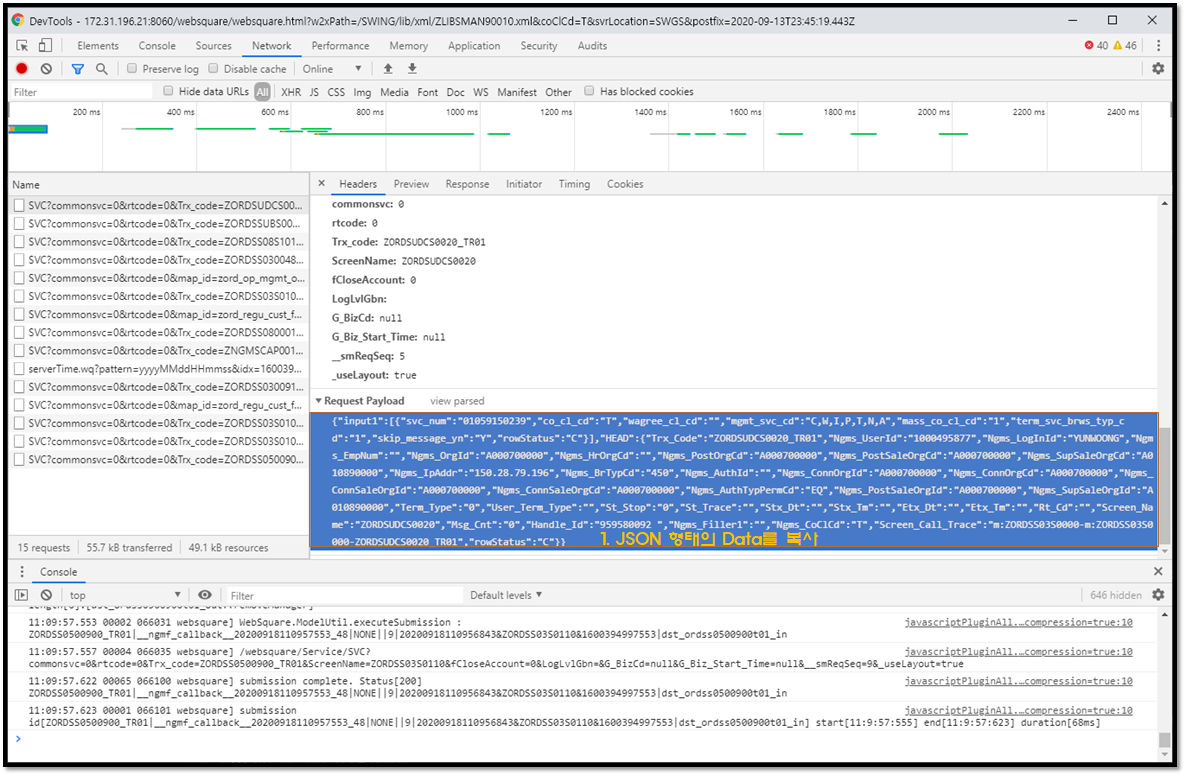 DevTools - 172.31.196.21:8060/websquare/websquare.html?w2xPath=/SWING/lib/xml/ZLIBSMAN90010.xml&coClCd=T&svrLocation=SWGS&postfix=2020-09-13T23:45:19.443Z
Elements Console Sources Network Performance Memory Application Security Audits 40 46
Preserve log Disable cache Online
Filter Hide data URLs All XHR JS CSS Img Media Font Doc WS Manifest Other Has blocked cookies
200 ms 400 ms 600 ms 800 ms 1000 ms 1200 ms 1400 ms 1600 ms 1800 ms 2000 ms 2200 ms 2400 ms
Name
SVC?commonsvc=0&rtcode=0&Trx_code=ZORDSUDCS00...
SVC?commonsvc=0&rtcode=0&Trx_code=ZORDSSUBS00...
SVC?commonsvc=0&rtcode=0&Trx_code=ZORDSS08S101...
SVC?commonsvc=0&rtcode=0&Trx_code=ZORDSS030048...
SVC?commonsvc=0&rtcode=0&map_id=zord_op_mgmt_o...
SVC?commonsvc=0&rtcode=0&Trx_code=ZORDSS03S010...
SVC?commonsvc=0&rtcode=0&map_id=zord_regu_cust_f...
SVC?commonsvc=0&rtcode=0&Trx_code=ZORDSS080001...
SVC?commonsvc=0&rtcode=0&Trx_code=ZNGMSCAP001...
serverTime.wq?pattern=yyyyMMddHHmmss&idx=160039...
SVC?commonsvc=0&rtcode=0&Trx_code=ZORDSS030091...
SVC?commonsvc=0&rtcode=0&map_id=zord_regu_cust_f...
SVC?commonsvc=0&rtcode=0&Trx_code=ZORDSS03S010...
SVC?commonsvc=0&rtcode=0&Trx_code=ZORDSS03S010...
SVC?commonsvc=0&rtcode=0&Trx_code=ZORDSS050090...
15 requests 55.7 kB transferred 49.1 kB resources
× Headers Preview Response Initiator Timing Cookies
commonsvc: 0
rtcode: 0
Trx_code: ZORDSUDCS0020_TR01
ScreenName: ZORDSUDCS0020
fCloseAccount: 0
LogLvlGbn:
G_BizCd: null
G_Biz_Start_Time: null
__smReqSeq: 5
_useLayout: true
Request Payload view parsed
{"input1":[{"svc_num":"01059150239","co_cl_cd":"T","wagree_cl_cd":"","mgmt_svc_cd":"C,W,I,P,T,N,A","mass_co_cl_cd":"1","term_svc_brws_typ_c
d":"1","skip_message_yn":"Y","rowStatus":"C"}],"HEAD":{"Trx_Code":"ZORDSUDCS0020_TR01","Ngms_UserId":"1000495877","Ngms_LogInId":"YUNWOONG","Ngm
s_EmpNum":"","Ngms_OrgId":"A000700000","Ngms_HrOrgCd":"","Ngms_PostOrgCd":"A000700000","Ngms_PostSaleOrgCd":"A000700000","Ngms_SupSaleOrgCd":"A
010890000","Ngms_IpAddr":"150.28.79.196","Ngms_BrTypCd":"450","Ngms_AuthId":"","Ngms_ConnOrgId":"A000700000","Ngms_ConnOrgCd":"A000700000","Ngms_
ConnSaleOrgId":"A000700000","Ngms_ConnSaleOrgCd":"A000700000","Ngms_AuthTypPermCd":"EQ","Ngms_PostSaleOrgId":"A000700000","Ngms_SupSaleOrgId":"A
010890000","Term_Type":"0","User_Term_Type":"","St_Stop":"0","St_Trace":"","Stx_Dt":"","Stx_Tm":"","Etx_Dt":"","Etx_Tm":"","Rt_Cd":"","Screen_Na
me":"ZORDSUDCS0020","Msg_Cnt":"0","Handle_Id":"959580092 ","Ngms_Filler1":"","Ngms_CoClCd":"T","Screen_Call_Trace":"m:ZORDSS03S0000-m:ZORDSS03S0
000-ZORDSUDCS0020_TR01","rowStatus":"C"}}
1. JSON 형태의 Data를 복사
Console
top Filter Default levels 646 hidden
11:09:57.553 00002 066031 websquare] WebSquare.ModelUtil.executeSubmission : javascriptPluginAll...compression=true:10
ZORDSS0500900_TR01|__ngmf_callback__20200918110957553_48|NONE||9|20200918110956843&ZORDSS03S0110&1600394997553|dst_ordss0500900t01_in
11:09:57.557 00004 066035 websquare] /websquare/Service/SVC? javascriptPluginAll...compression=true:10
commonsvc=0&rtcode=0&Trx_code=ZORDSS0500900_TR01&ScreenName=ZORDSS03S0110&fCloseAccount=0&LogLvlGbn=&G_BizCd=null&G_Biz_Start_Time=null&__smReqSeq=9&_useLayout=true
11:09:57.622 00065 066100 websquare] submission complete. Status[200] javascriptPluginAll...compression=true:10
ZORDSS0500900_TR01|__ngmf_callback__20200918110957553_48|NONE||9|20200918110956843&ZORDSS03S0110&1600394997553|dst_ordss0500900t01_in
11:09:57.623 00001 066101 websquare] submission javascriptPluginAll...compression=true:10
id[ZORDSS0500900_TR01|__ngmf_callback__20200918110957553_48|NONE||9|20200918110956843&ZORDSS03S0110&1600394997553|dst_ordss0500900t01_in] start[11:9:57:555] end[11:9:57:623] duration[68ms]